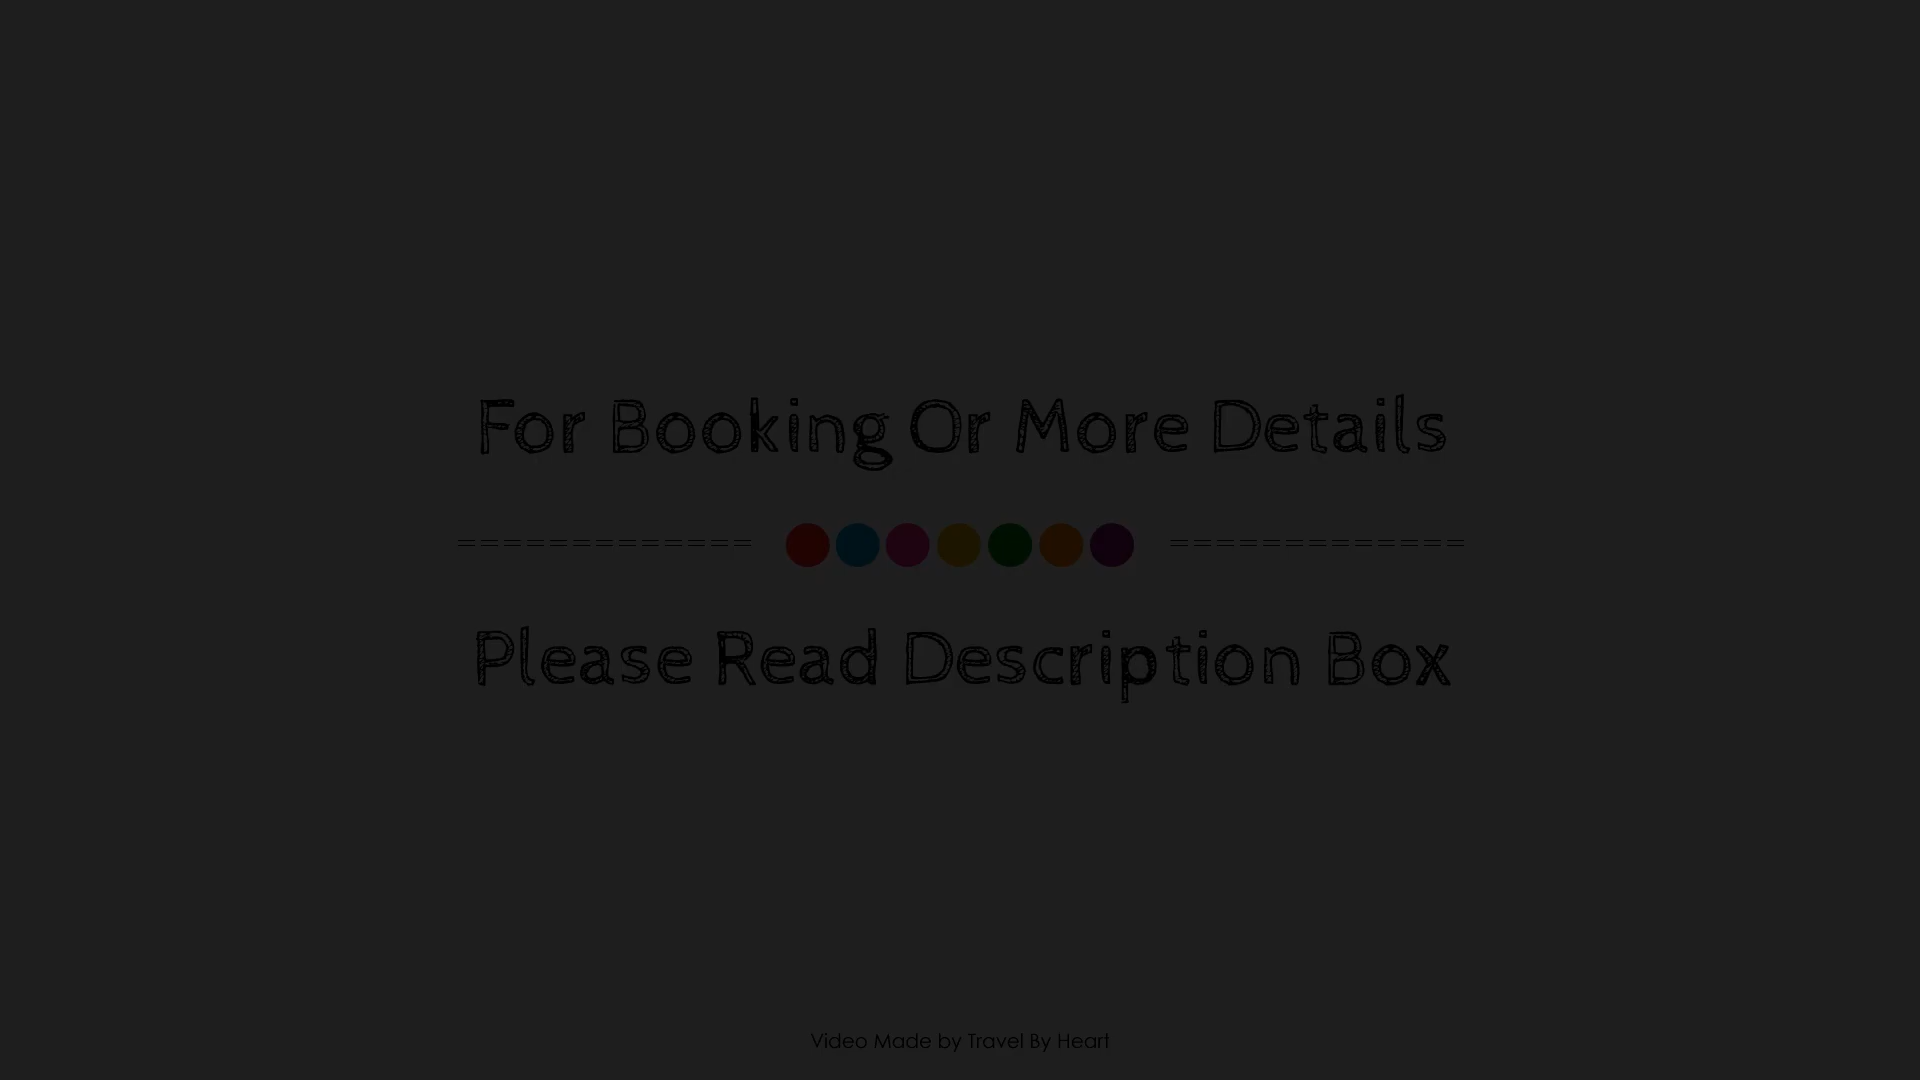 For Booking Or More Details
============= =============
Please Read Description Box
Video Made by Travel By Heart